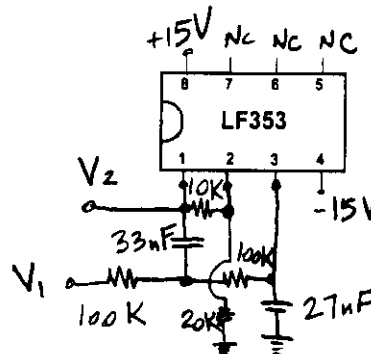 +15V NC NC NC
8 7 6 5
LF353
1 2 3 4
V2 10K -15V
33nF 100K
V1
100K 20K 27nF